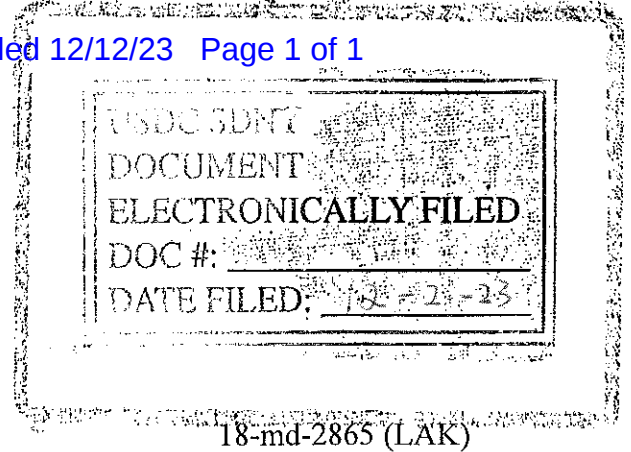 led 12/12/23 Page 1 of 1
USDC SDNY
DOCUMENT
ELECTRONICALLY FILED
DOC #:
DATE FILED:
18-md-2865 (LAK)